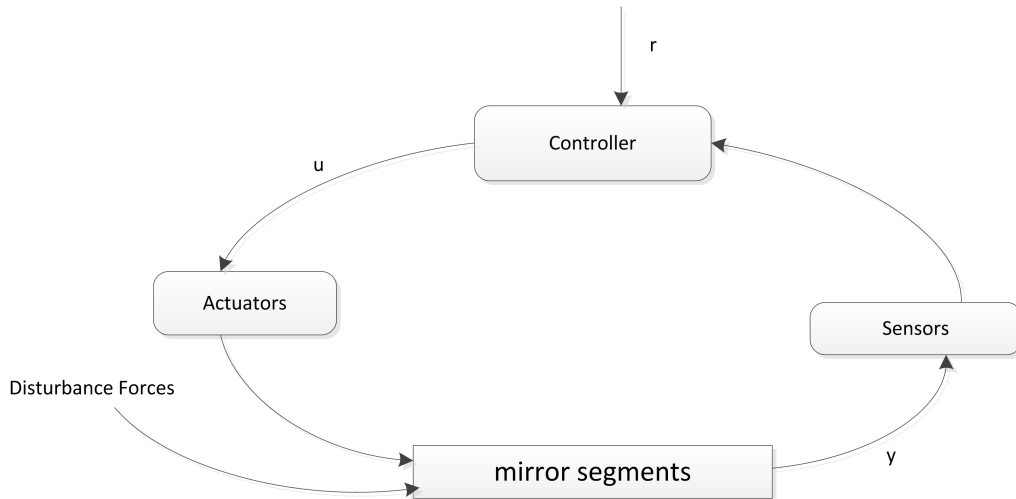 r
Controller
u
Actuators
Sensors
Disturbance Forces
mirror segments
y